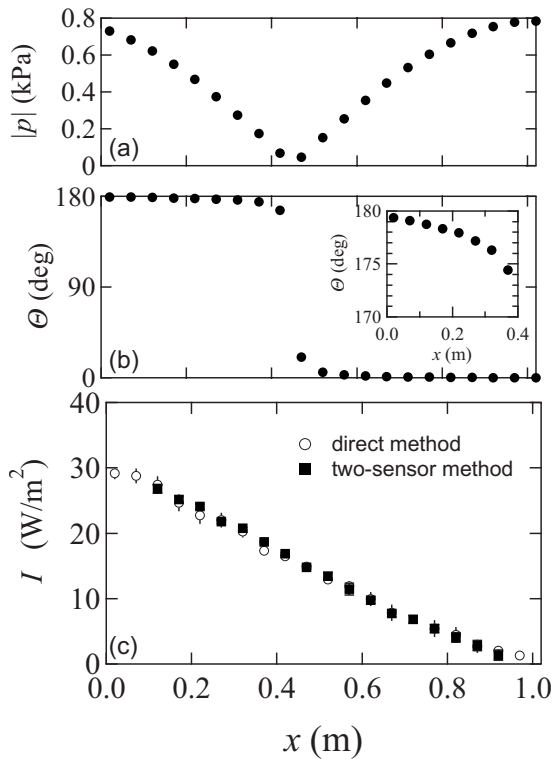 0.8
0.6
0.4
0.2
0
|p| (kPa)
(a)
180
90
0
Θ (deg)
(b)
180
175
170
Θ (deg)
0.0 0.2 0.4
x (m)
40
30
20
10
0
I (W/m²)
○ direct method
■ two-sensor method
(c)
0.0 0.2 0.4 0.6 0.8 1.0
x (m)